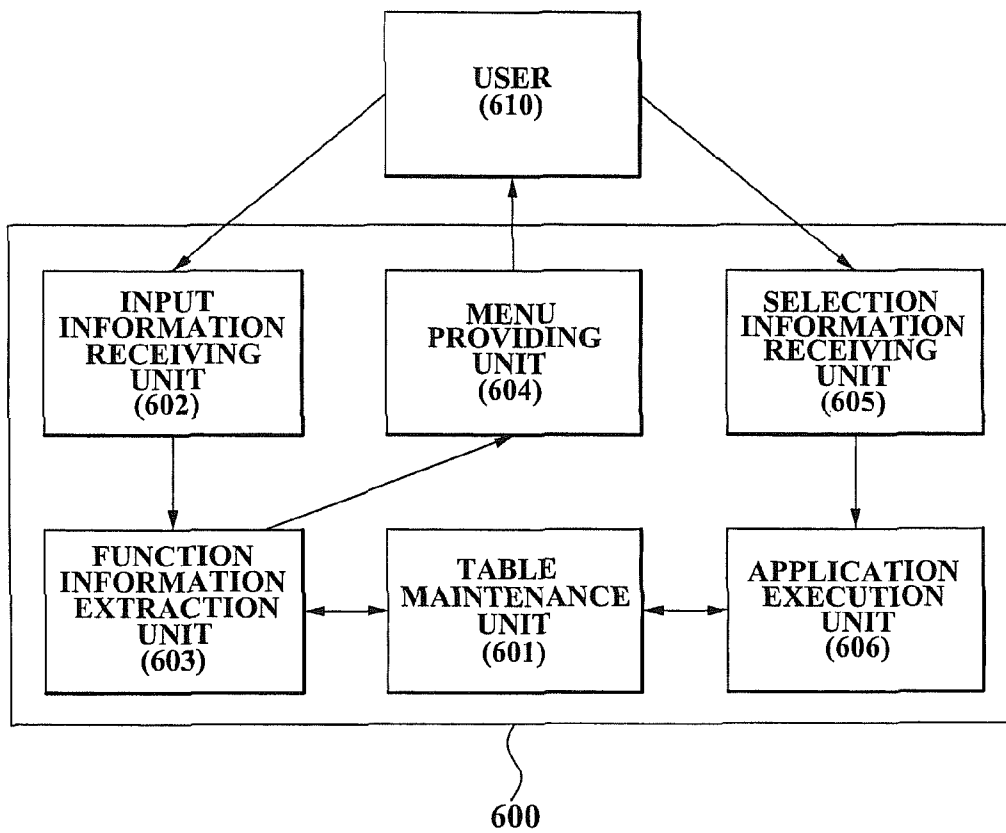 USER
(610)
INPUT
INFORMATION
RECEIVING
UNIT
(602)
MENU
PROVIDING
UNIT
(604)
SELECTION
INFORMATION
RECEIVING
UNIT
(605)
FUNCTION
INFORMATION
EXTRACTION
UNIT
(603)
TABLE
MAINTENANCE
UNIT
(601)
APPLICATION
EXECUTION
UNIT
(606)
600